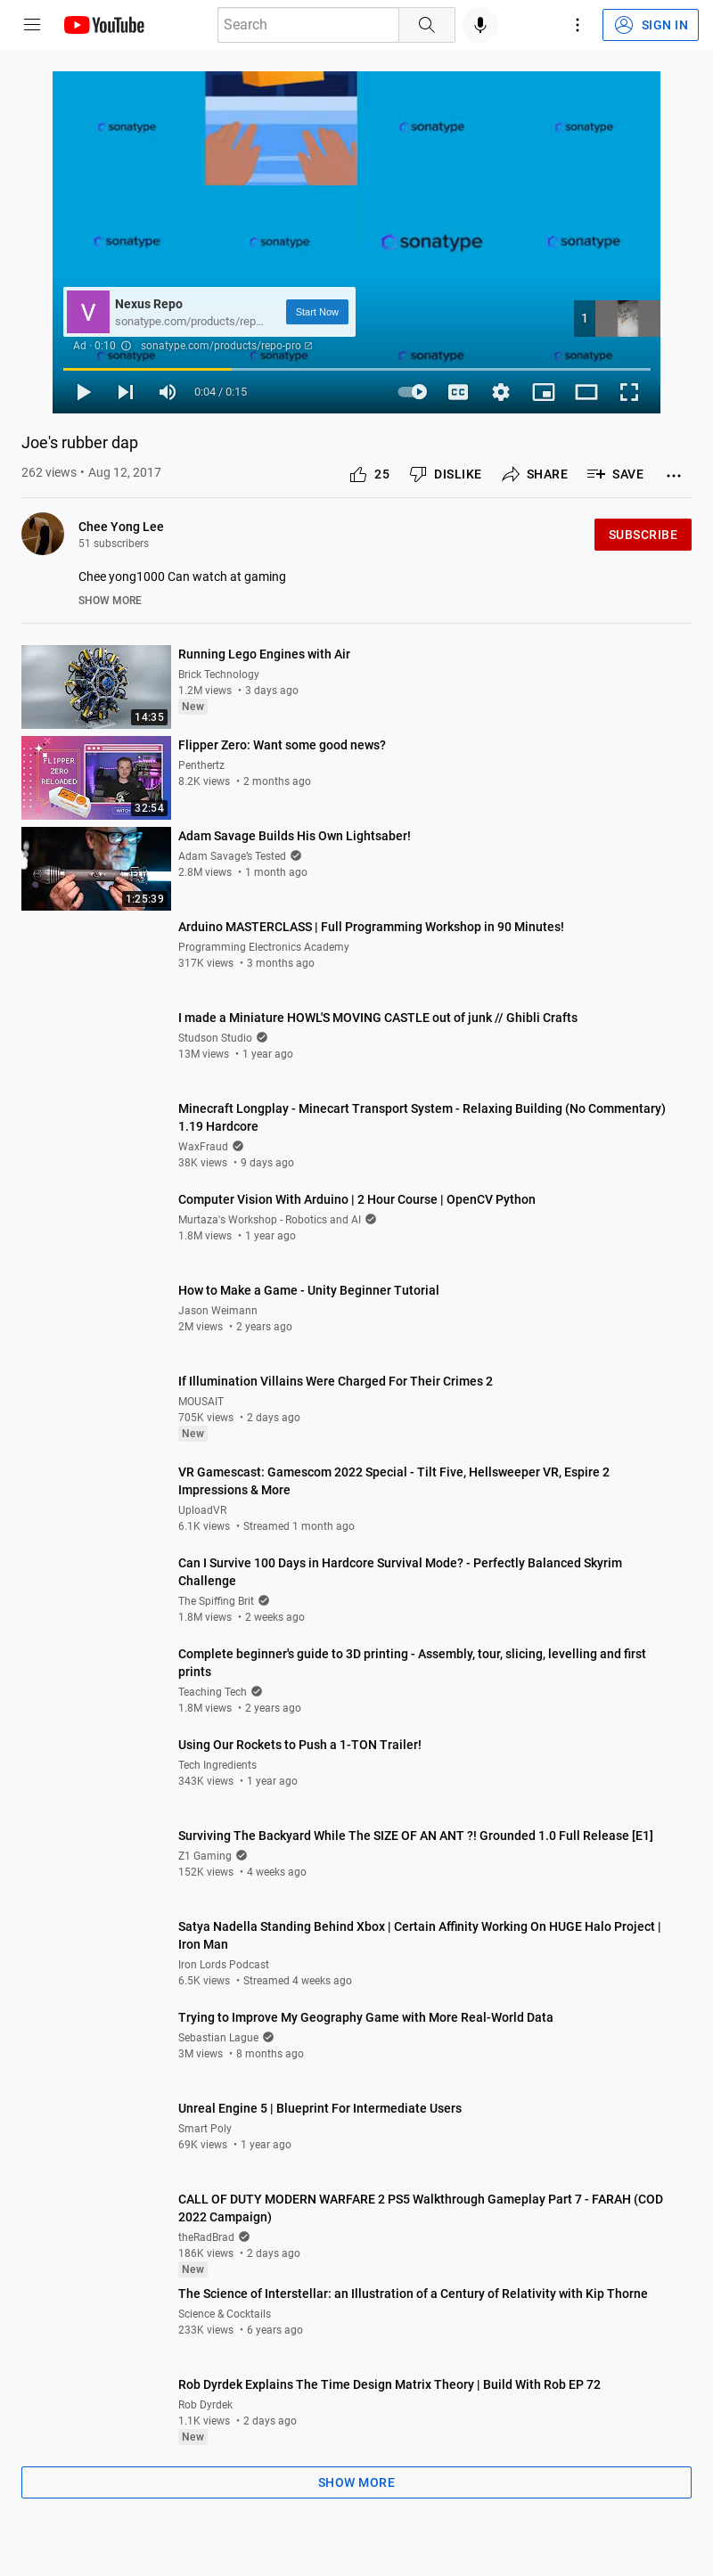 YouTube
Search
SIGN IN
sonatype
sonatype
sonatype
sonatype
sonatype
sonatype
sonatype
V
Nexus Repo
sonatype.com/products/rep...
Start Now
1
Ad · 0:10
sonatype.com/products/repo-pro
sonatype
sonatype
sonatype
sonatype
0:04 / 0:15
CC
Joe's rubber dap
262 views • Aug 12, 2017
25
DISLIKE
SHARE
SAVE
Chee Yong Lee
51 subscribers
SUBSCRIBE
Chee yong1000 Can watch at gaming
SHOW MORE
14:35
Running Lego Engines with Air
Brick Technology
1.2M views • 3 days ago
New
FLIPPER
ZERO
RELOADED
32:54
Flipper Zero: Want some good news?
Penthertz
8.2K views • 2 months ago
1:25:39
Adam Savage Builds His Own Lightsaber!
Adam Savage's Tested
2.8M views • 1 month ago
Arduino MASTERCLASS | Full Programming Workshop in 90 Minutes!
Programming Electronics Academy
317K views • 3 months ago
I made a Miniature HOWL'S MOVING CASTLE out of junk // Ghibli Crafts
Studson Studio
13M views • 1 year ago
Minecraft Longplay - Minecart Transport System - Relaxing Building (No Commentary)
1.19 Hardcore
WaxFraud
38K views • 9 days ago
Computer Vision With Arduino | 2 Hour Course | OpenCV Python
Murtaza's Workshop - Robotics and AI
1.8M views • 1 year ago
How to Make a Game - Unity Beginner Tutorial
Jason Weimann
2M views • 2 years ago
If Illumination Villains Were Charged For Their Crimes 2
MOUSAIT
705K views • 2 days ago
New
VR Gamescast: Gamescom 2022 Special - Tilt Five, Hellsweeper VR, Espire 2
Impressions & More
UploadVR
6.1K views • Streamed 1 month ago
Can I Survive 100 Days in Hardcore Survival Mode? - Perfectly Balanced Skyrim
Challenge
The Spiffing Brit
1.8M views • 2 weeks ago
Complete beginner's guide to 3D printing - Assembly, tour, slicing, levelling and first
prints
Teaching Tech
1.8M views • 2 years ago
Using Our Rockets to Push a 1-TON Trailer!
Tech Ingredients
343K views • 1 year ago
Surviving The Backyard While The SIZE OF AN ANT ?! Grounded 1.0 Full Release [E1]
Z1 Gaming
152K views • 4 weeks ago
Satya Nadella Standing Behind Xbox | Certain Affinity Working On HUGE Halo Project |
Iron Man
Iron Lords Podcast
6.5K views • Streamed 4 weeks ago
Trying to Improve My Geography Game with More Real-World Data
Sebastian Lague
3M views • 8 months ago
Unreal Engine 5 | Blueprint For Intermediate Users
Smart Poly
69K views • 1 year ago
CALL OF DUTY MODERN WARFARE 2 PS5 Walkthrough Gameplay Part 7 - FARAH (COD
2022 Campaign)
theRadBrad
186K views • 2 days ago
New
The Science of Interstellar: an Illustration of a Century of Relativity with Kip Thorne
Science & Cocktails
233K views • 6 years ago
Rob Dyrdek Explains The Time Design Matrix Theory | Build With Rob EP 72
Rob Dyrdek
1.1K views • 2 days ago
New
SHOW MORE